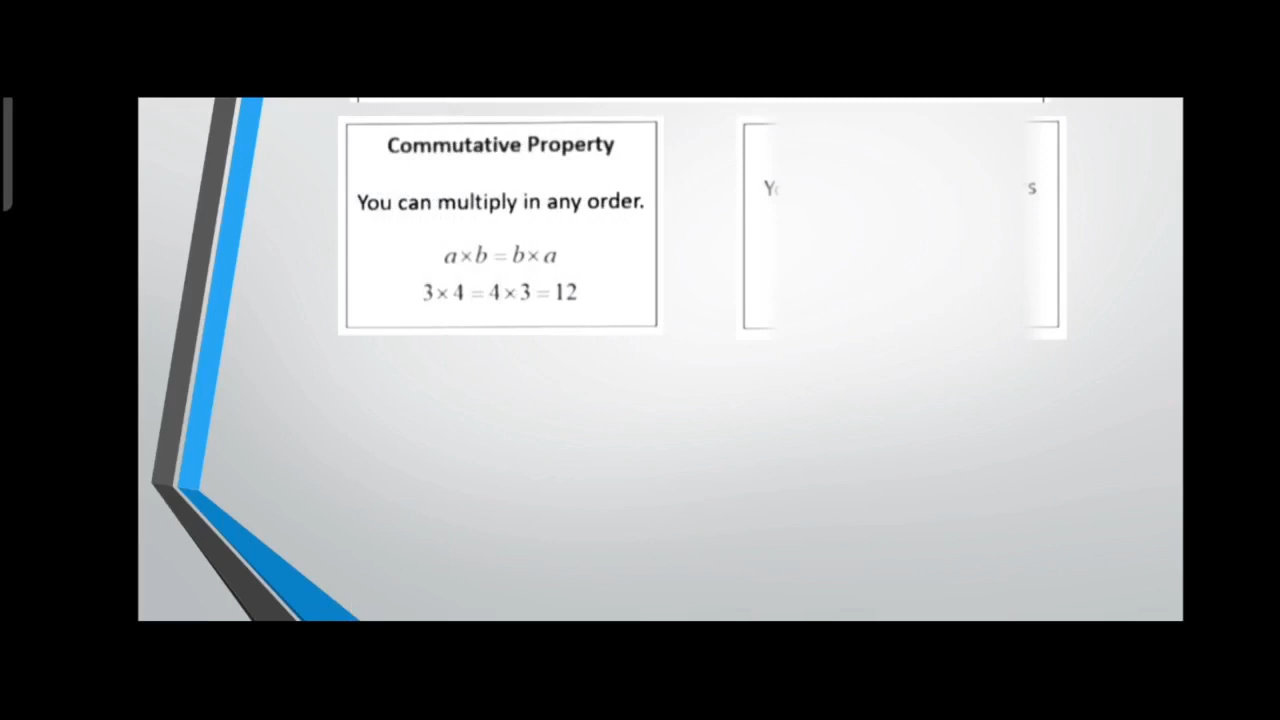 Commutative Property
You can multiply in any order.
a×b = b×a
3×4 = 4×3 = 12